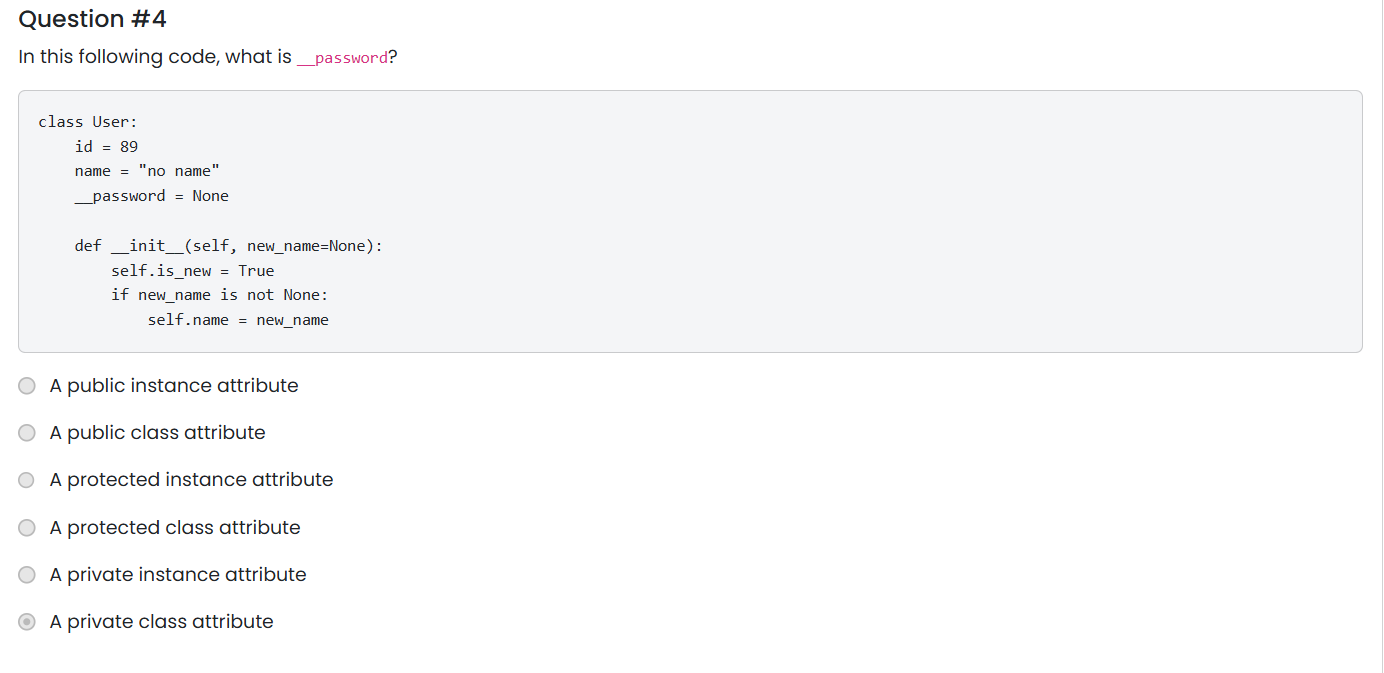 Question #4
In this following code, what is __password?
class User:
    id = 89
    name = "no name"
    __password = None

    def __init__(self, new_name=None):
        self.is_new = True
        if new_name is not None:
            self.name = new_name
A public instance attribute
A public class attribute
A protected instance attribute
A protected class attribute
A private instance attribute
A private class attribute